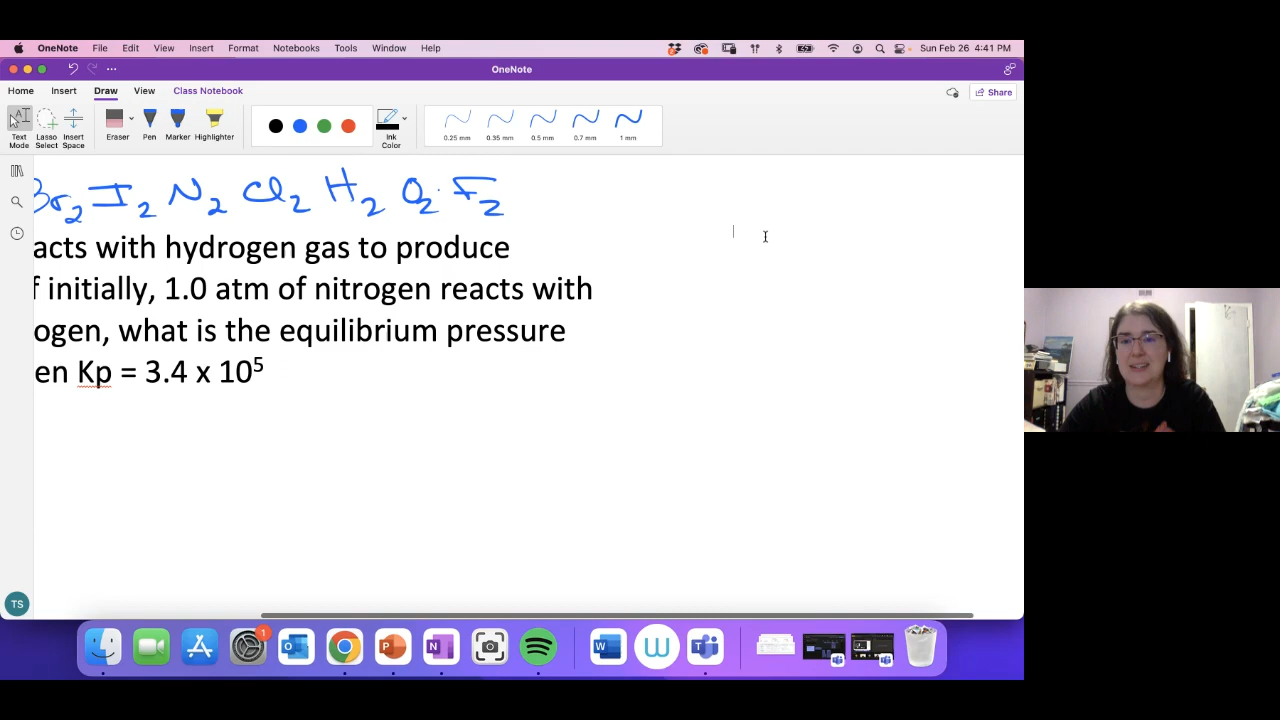 OneNote File Edit View Insert Format Notebooks Tools Window Help Sun Feb 26 4:41 PM
OneNote
Home Insert Draw View Class Notebook Share
Text Mode Lasso Select Insert Space Eraser Pen Marker Highlighter Ink Color 0.25 mm 0.35 mm 0.5 mm 0.7 mm 1 mm
Br₂ I₂ N₂ Cl₂ H₂ O₂ F₂
acts with hydrogen gas to produce
f initially, 1.0 atm of nitrogen reacts with
ogen, what is the equilibrium pressure
en Kp = 3.4 x 10⁵
TS
1